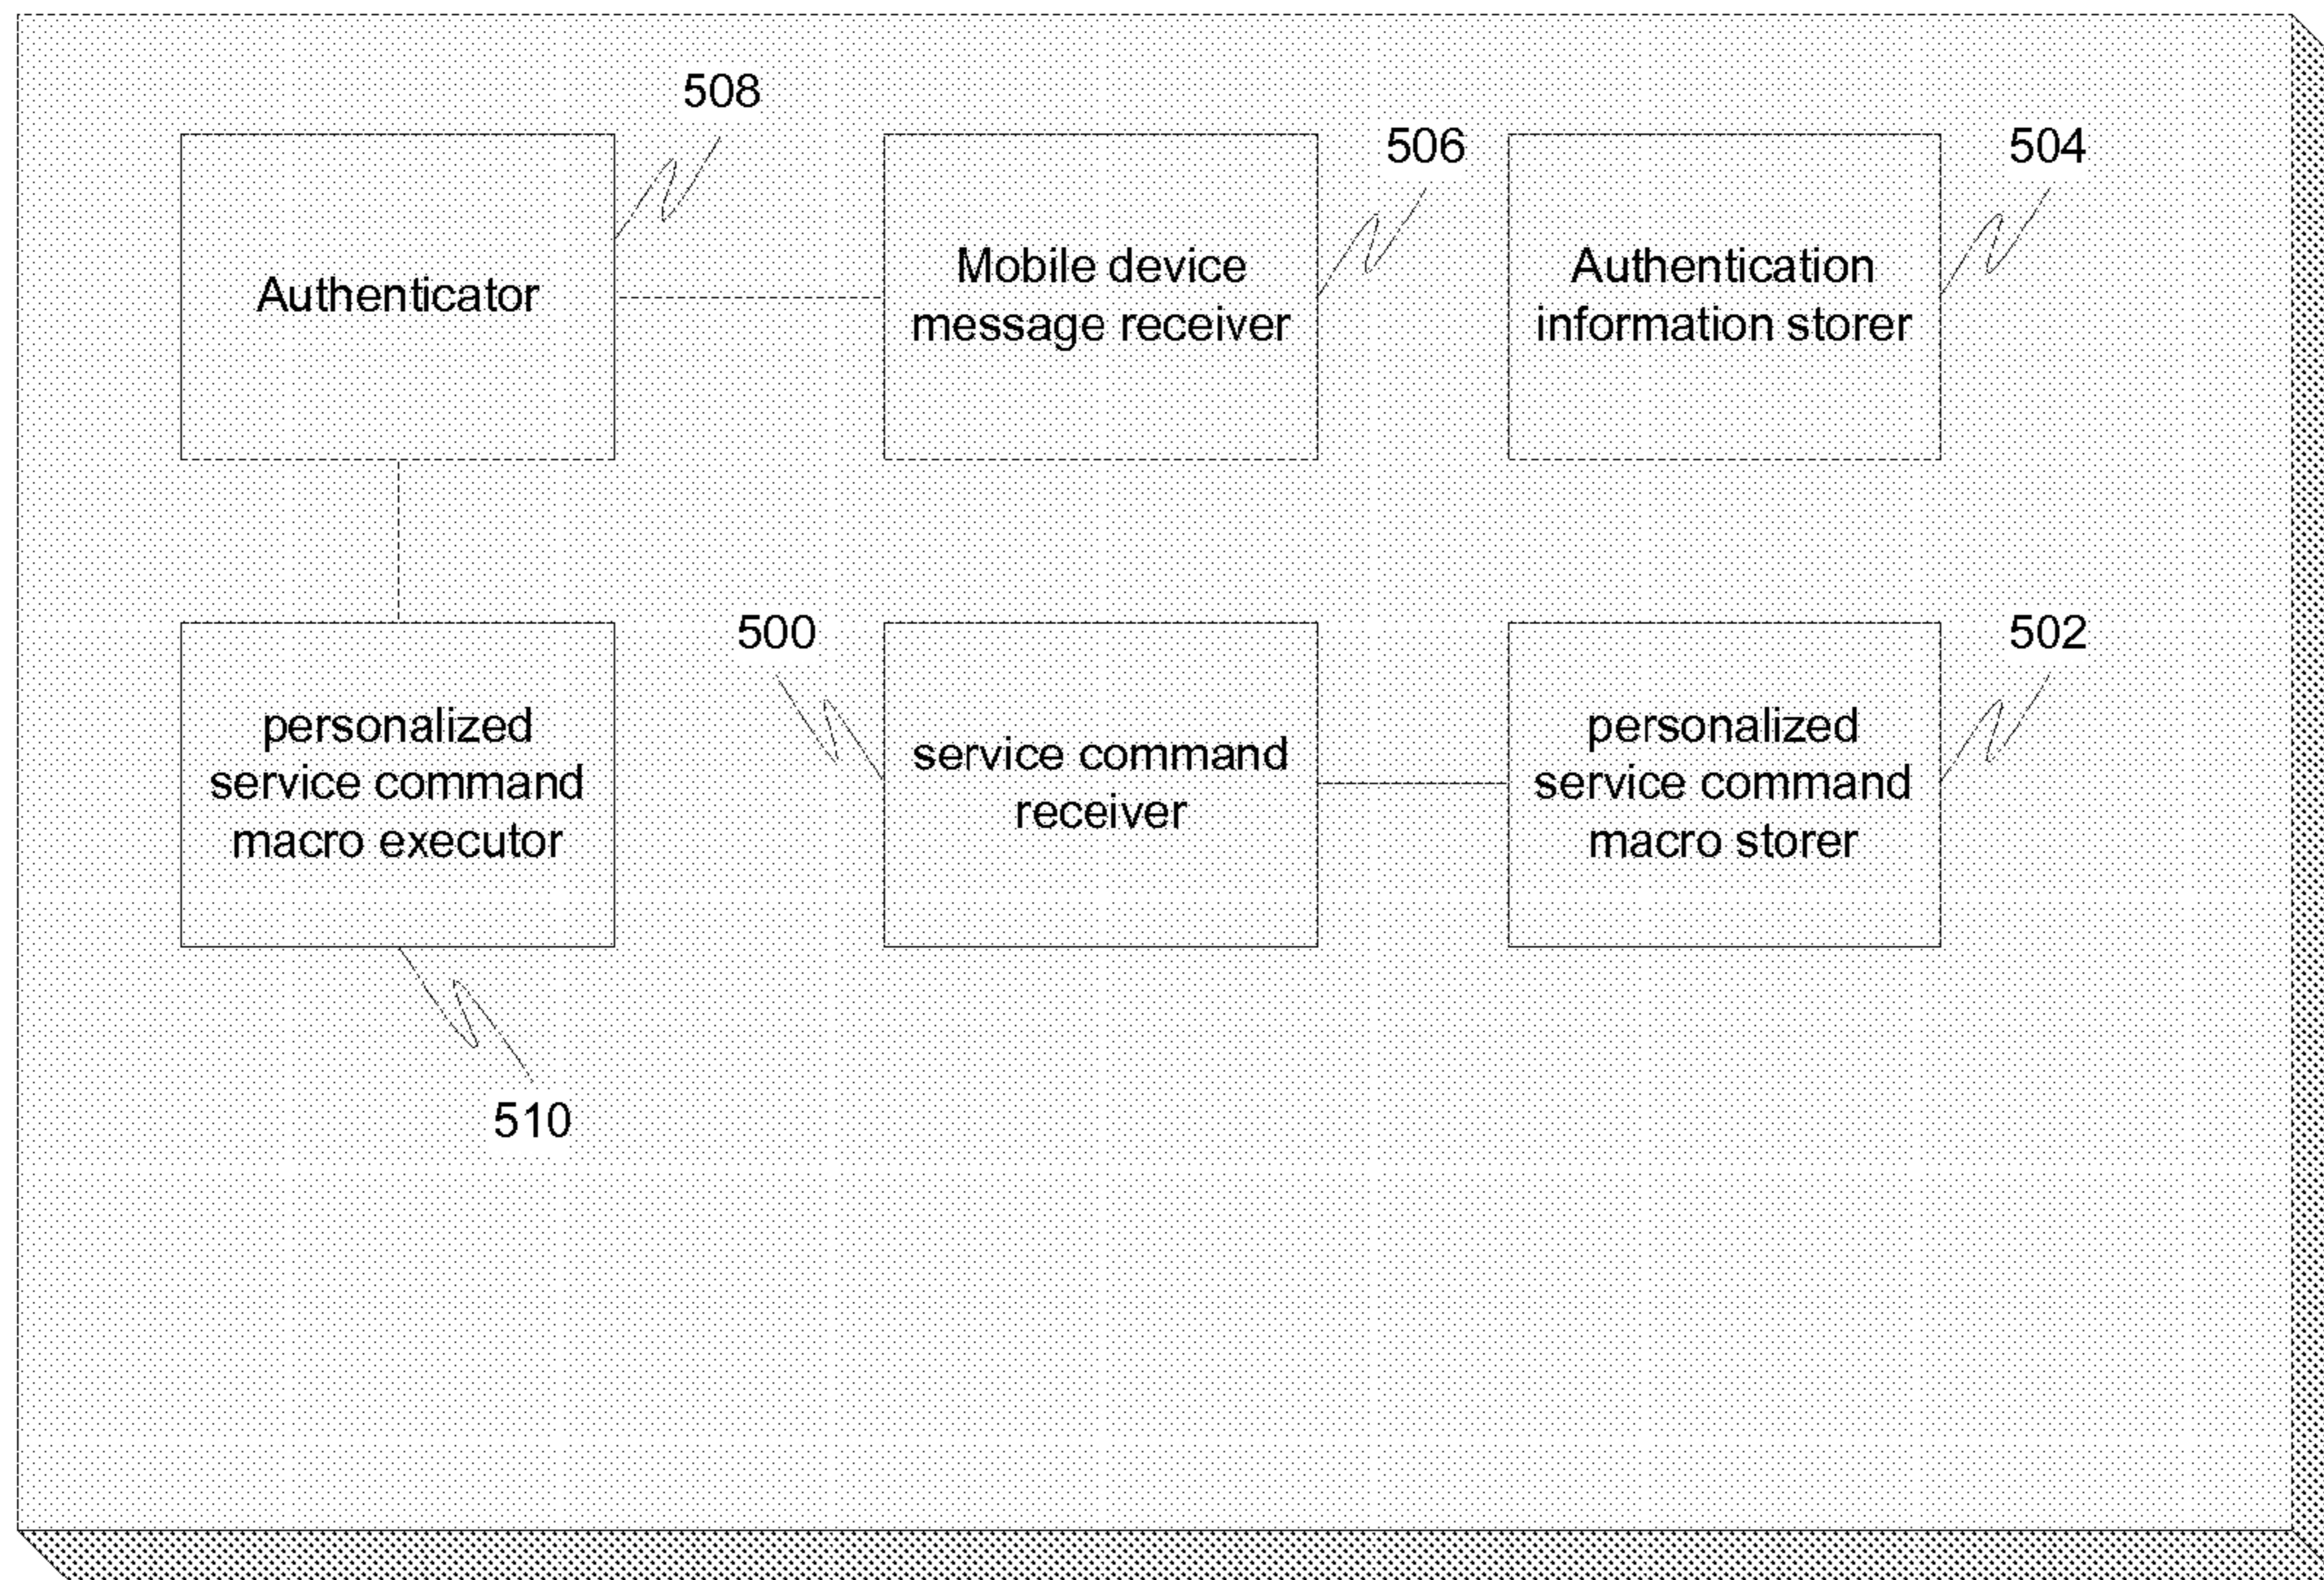 508
506
504
Authenticator
Mobile device
message receiver
Authentication
information storer
500
502
personalized
service command
macro executor
service command
receiver
personalized
service command
macro storer
510